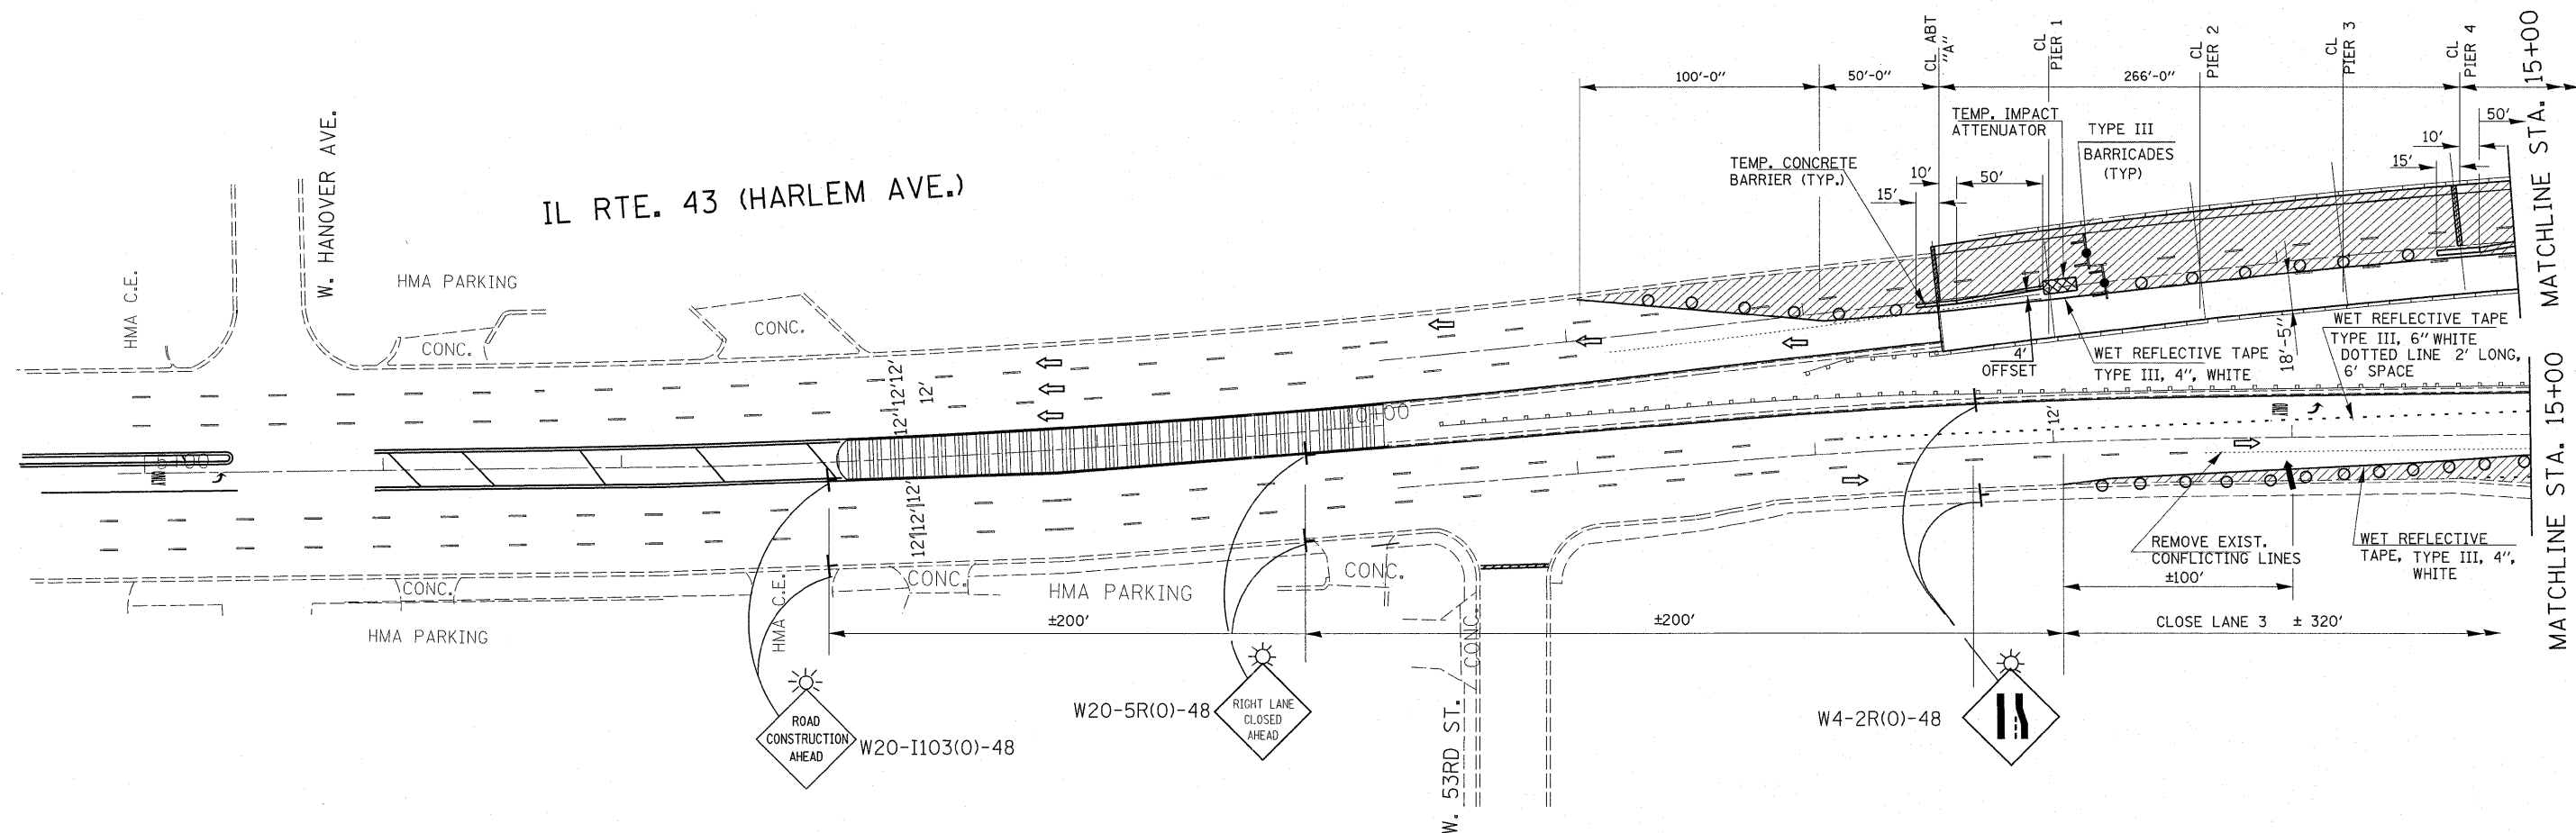 IL RTE. 43 (HARLEM AVE.)
W. HANOVER AVE.
HMA C.E.
HMA PARKING
CONC.
CONC.
12'
12'
12'
12'
12'
12'
12'
ONLY
10+00
HMA PARKING
CONC.
HMA C.E.
CONC.
HMA PARKING
CONC.
CONC.
W. 53RD ST.
100'-0"
50'-0"
266'-0"
CL ABT
"A"
CL
PIER 1
CL
PIER 2
CL
PIER 3
CL
PIER 4
MATCHLINE STA. 15+00
TEMP. IMPACT
ATTENUATOR
TYPE III
BARRICADES
(TYP)
TEMP. CONCRETE
BARRIER (TYP.)
10'
15'
50'
50'
10'
15'
4'
OFFSET
WET REFLECTIVE TAPE
TYPE III, 4", WHITE
18'-5"
WET REFLECTIVE TAPE
TYPE III, 6" WHITE
DOTTED LINE 2' LONG,
6' SPACE
12'
ONLY
MATCHLINE STA. 15+00
REMOVE EXIST.
CONFLICTING LINES
±100'
WET REFLECTIVE
TAPE, TYPE III, 4",
WHITE
±200'
±200'
CLOSE LANE 3 ± 320'
ROAD
CONSTRUCTION
AHEAD
W20-I103(O)-48
W20-5R(O)-48
RIGHT LANE
CLOSED
AHEAD
W4-2R(O)-48